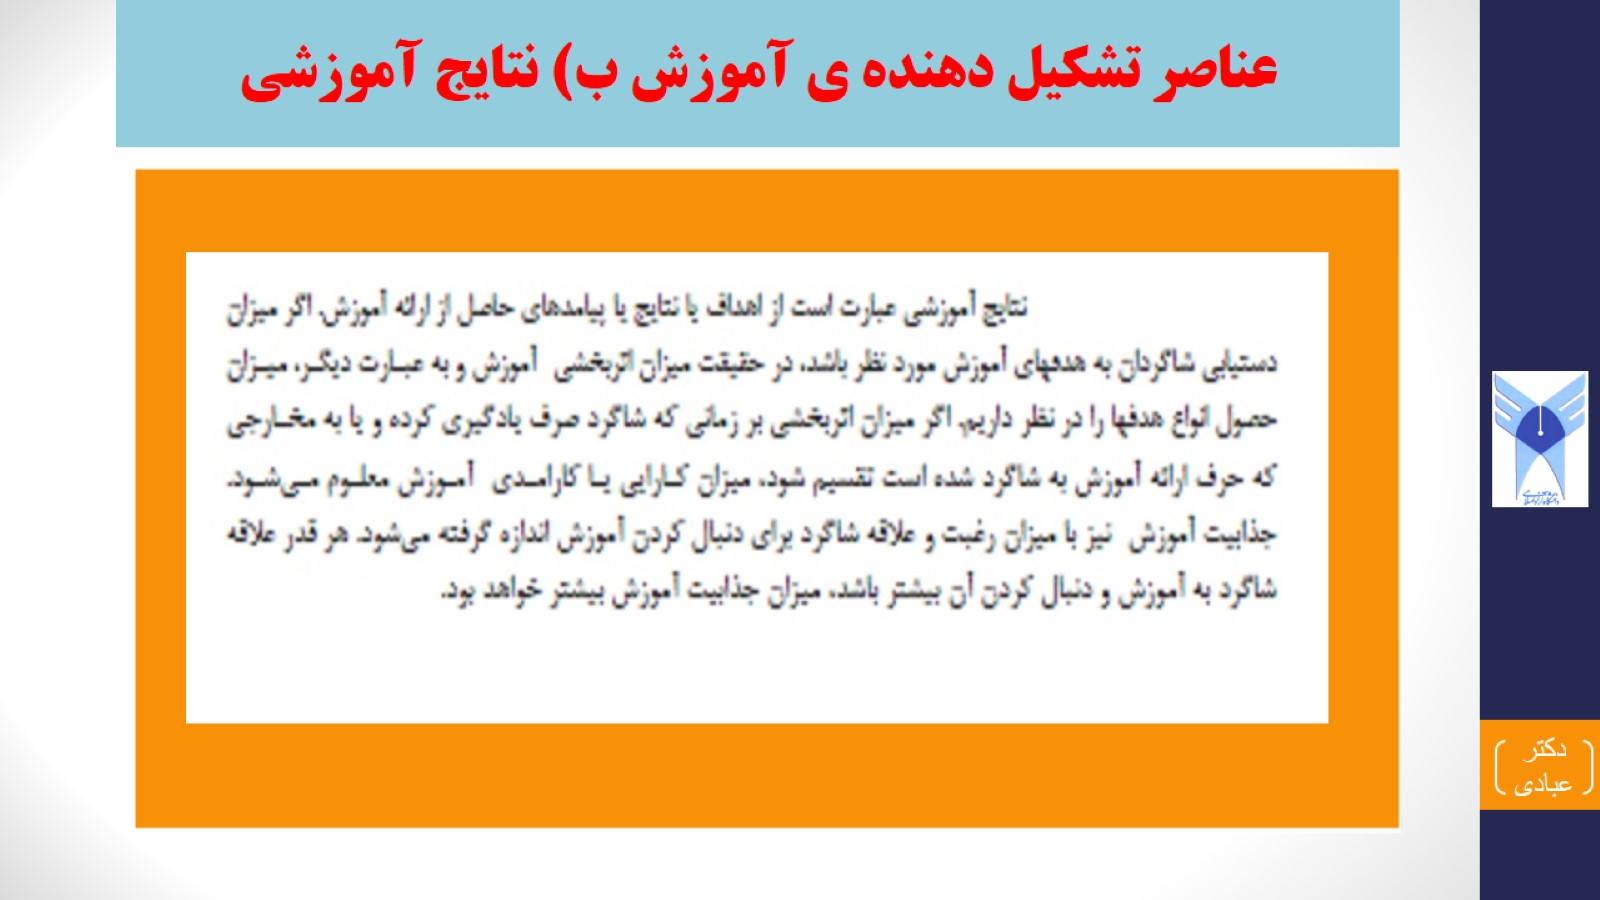 عناصر تشکیل دهنده ی آموزش ب) نتایج آموزشی
نتایج آموزشی عبارت است از اهداف یا نتایج یا پیامدهای حاصل از ارائه آموزش. اگر میزان
دستیابی شاگردان به هدفهای آموزش مورد نظر باشد، در حقیقت میزان اثربخشی آموزش و به عبارت دیگر، میزان
حصول انواع هدفها را در نظر داریم. اگر میزان اثربخشی بر زمانی که شاگرد صرف یادگیری کرده و یا به مخارجی
که حرف ارائه آموزش به شاگرد شده است تقسیم شود، میزان کارایی یا کارامدی آموزش معلوم می‌شود.
جذابیت آموزش نیز با میزان رغبت و علاقه شاگرد برای دنبال کردن آموزش اندازه گرفته می‌شود. هر قدر علاقه
شاگرد به آموزش و دنبال کردن آن بیشتر باشد، میزان جذابیت آموزش بیشتر خواهد بود.
دکتر
عبادی